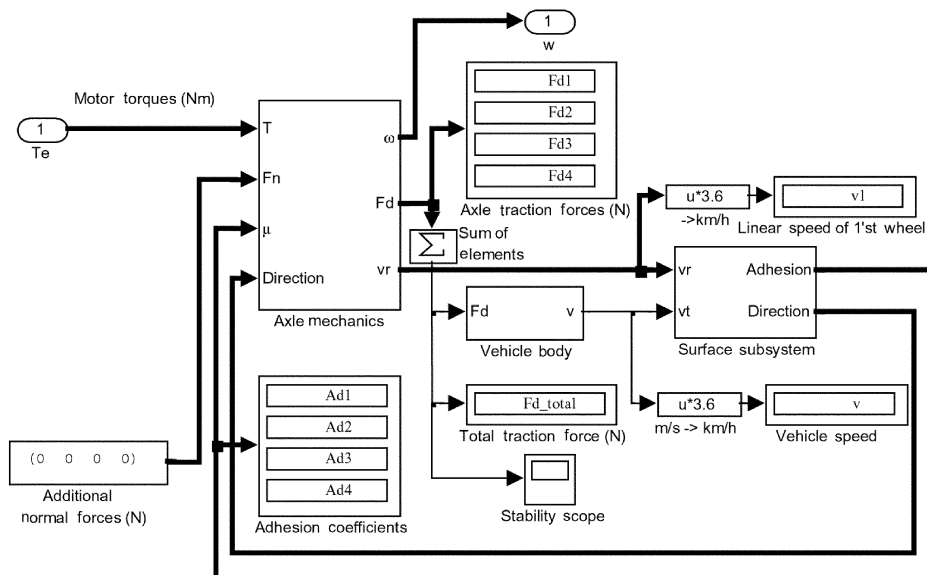 1
w
Motor torques (Nm)
1
Te
T
Fn
μ
Direction
ω
Fd
vr
Axle mechanics
Fd1
Fd2
Fd3
Fd4
Axle traction forces (N)
Sum of
elements
u*3.6
->km/h
v1
Linear speed of 1'st wheel
vr
vt
Adhesion
Direction
Surface subsystem
Fd
v
Vehicle body
Fd_total
Total traction force (N)
u*3.6
m/s -> km/h
v
Vehicle speed
Stability scope
(0 0 0 0)
Additional
normal forces (N)
Ad1
Ad2
Ad3
Ad4
Adhesion coefficients